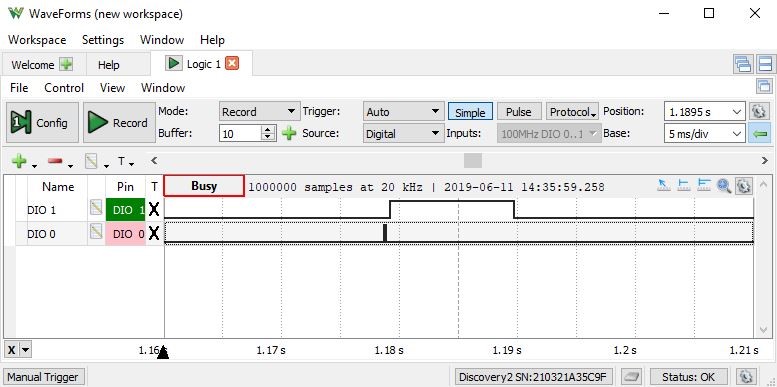 WaveForms (new workspace)
Workspace Settings Window Help
Welcome Help Logic 1
File Control View Window
Config Record Mode: Record Trigger: Auto Simple Pulse Protocol Position: 1.1895 s
Buffer: 10 Source: Digital Inputs: 100MHz DIO 0..1 Base: 5 ms/div
T
Name Pin T Busy 1000000 samples at 20 kHz | 2019-06-11 14:35:59.258
DIO 1 DIO 1 X
DIO 0 DIO 0 X
X 1.16 s 1.17 s 1.18 s 1.19 s 1.2 s 1.21 s
Manual Trigger Discovery2 SN:210321A35C9F Status: OK